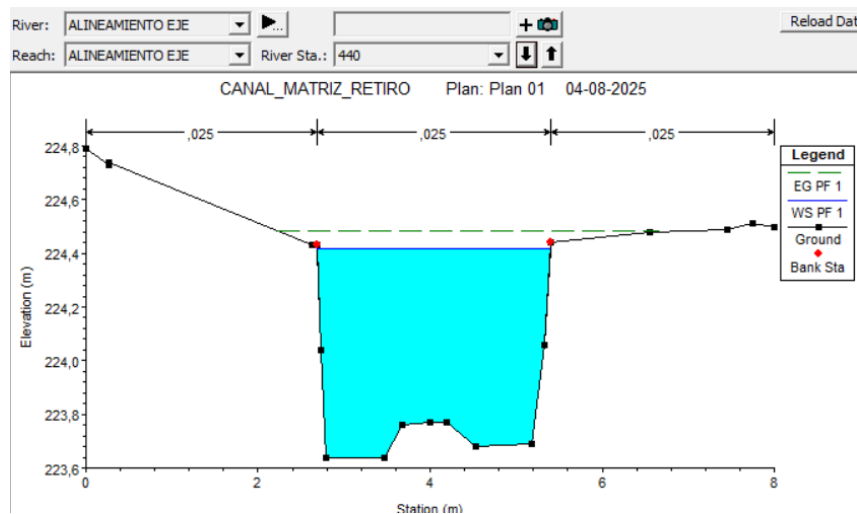 River: ALINEAMIENTO EJE
Reload Dat
Reach: ALINEAMIENTO EJE River Sta.: 440
CANAL_MATRIZ_RETIRO Plan: Plan 01 04-08-2025
,025 ,025 ,025
224,8
224,6
224,4
224,2
224,0
223,8
223,6
Elevation (m)
0 2 4 6 8
Station (m)
Legend
EG PF 1
WS PF 1
Ground
Bank Sta